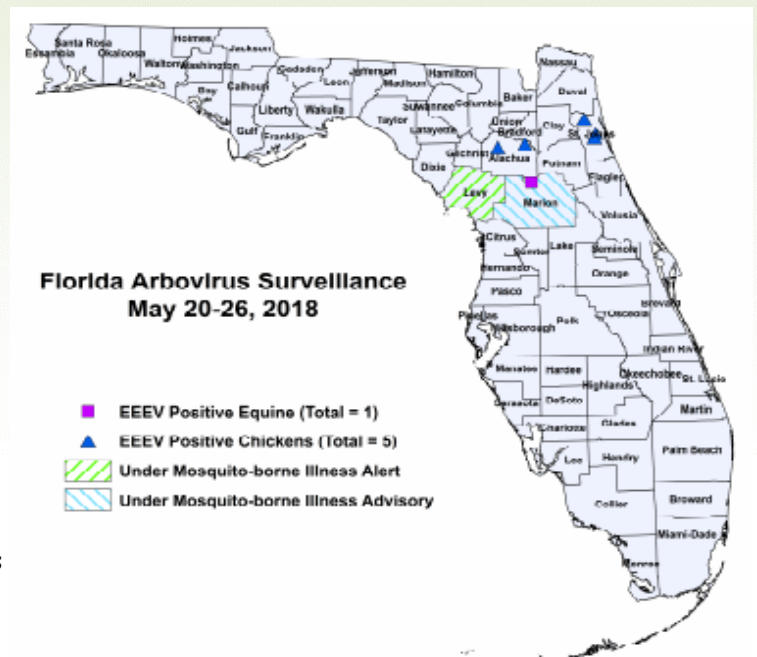 Holmes
Santa Rosa
Jackson
Nassau
Escambia
Okaloosa
Walton
Washington
Gadsden
Jefferson
Hamilton
Duval
Leon
Madison
Baker
Bay
Calhoun
Suwannee
Columbia
Liberty
Wakulla
Taylor
Union
Clay
St. Johns
Bradford
Gulf
Franklin
Lafayette
Gilchrist
Alachua
Putnam
Dixie
Flagler
Levy
Marion
Volusia
Citrus
Lake
Sumter
Seminole
Hernando
Orange
Florida Arbovirus Surveillance
May 20-26, 2018
Pasco
Brevard
Osceola
Pinellas
Hillsborough
Polk
Indian River
Manatee
Hardee
Okeechobee
St. Lucie
Highlands
Sarasota
DeSoto
Martin
Charlotte
Glades
Lee
Hendry
Palm Beach
Collier
Broward
Miami-Dade
Monroe
EEEV Positive Equine (Total = 1)
EEEV Positive Chickens (Total = 5)
Under Mosquito-borne Illness Alert
Under Mosquito-borne Illness Advisory